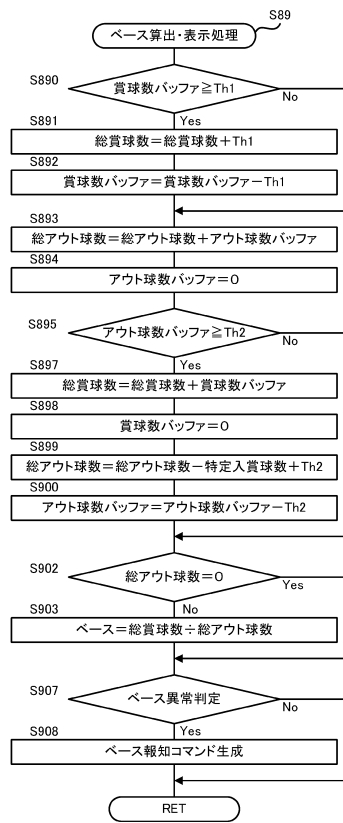 S89
ベース算出・表示処理
S890
賞球数バッファ≧Th1
No
Yes
S891
総賞球数=総賞球数+Th1
S892
賞球数バッファ=賞球数バッファーTh1
S893
総アウト球数=総アウト球数+アウト球数バッファ
S894
アウト球数バッファ=0
S895
アウト球数バッファ≧Th2
No
Yes
S897
総賞球数=総賞球数+賞球数バッファ
S898
賞球数バッファ=0
S899
総アウト球数=総アウト球数-特定入賞球数+Th2
S900
アウト球数バッファ=アウト球数バッファーTh2
S902
総アウト球数=0
Yes
No
S903
ベース=総賞球数÷総アウト球数
S907
ベース異常判定
No
Yes
S908
ベース報知コマンド生成
RET